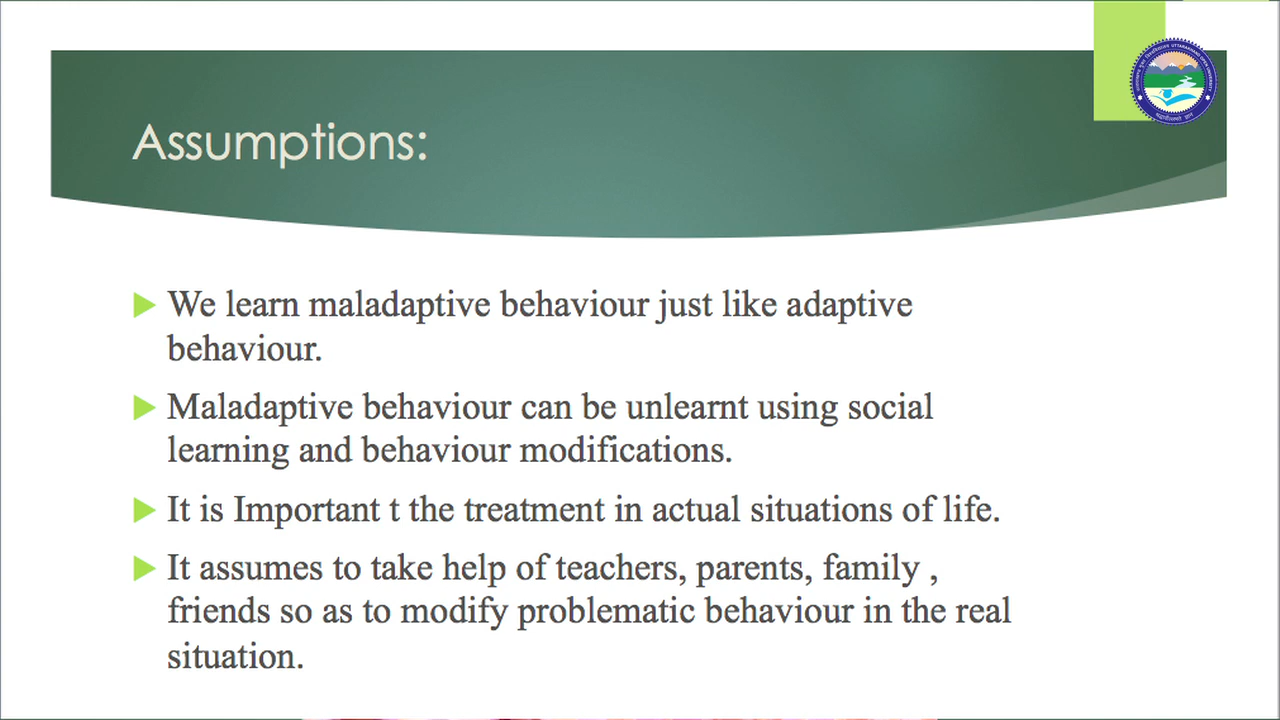 Assumptions:
We learn maladaptive behaviour just like adaptive
behaviour.
Maladaptive behaviour can be unlearnt using social
learning and behaviour modifications.
It is Important t the treatment in actual situations of life.
It assumes to take help of teachers, parents, family ,
friends so as to modify problematic behaviour in the real
situation.